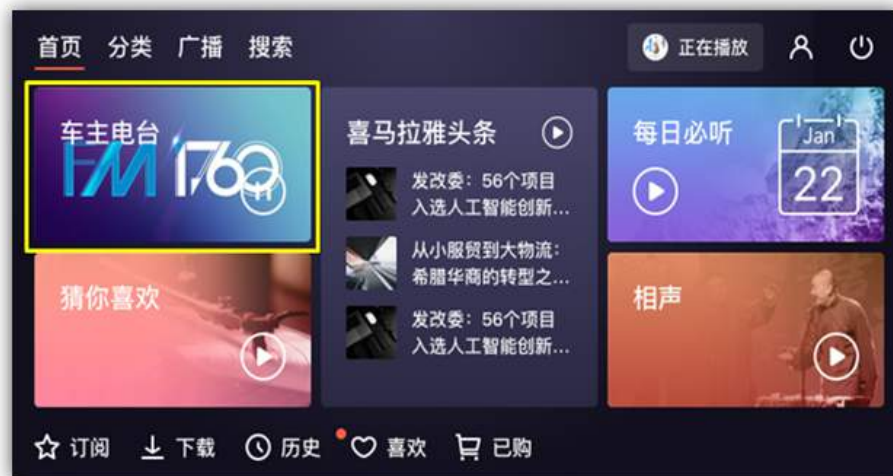 首页 分类 广播 搜索 正在播放
车主电台
FM 1760
喜马拉雅头条
发改委：56个项目
入选人工智能创新...
从小服贸到大物流：
希腊华商的转型之...
发改委：56个项目
入选人工智能创新...
每日必听
Jan
22
猜你喜欢
相声
订阅 下载 历史 喜欢 已购